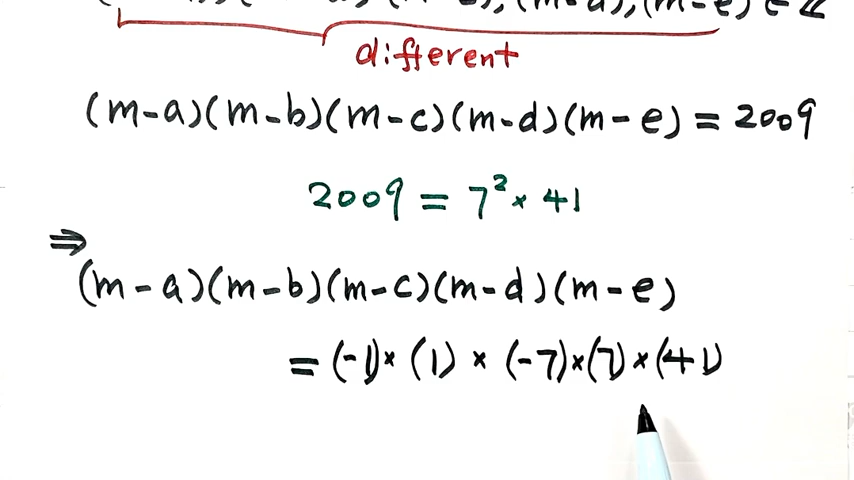 different
(m-a)(m-b)(m-c)(m-d)(m-e) = 2009
2009 = 7² × 41
⇒
(m-a)(m-b)(m-c)(m-d)(m-e)
= (-1) × (1) × (-7) × (7) × (41)